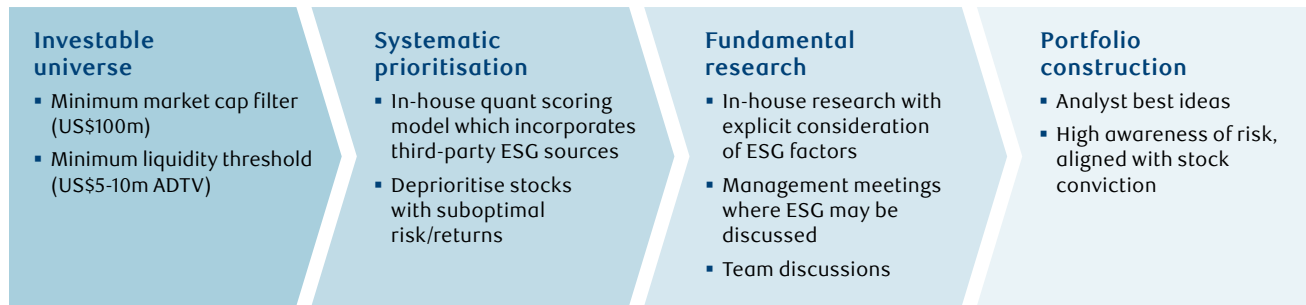 Investable
universe
▪ Minimum market cap filter
(US$100m)
▪ Minimum liquidity threshold
(US$5-10m ADTV)
Systematic
prioritisation
▪ In-house quant scoring
model which incorporates
third-party ESG sources
▪ Deprioritise stocks
with suboptimal
risk/returns
Fundamental
research
▪ In-house research with
explicit consideration
of ESG factors
▪ Management meetings
where ESG may be
discussed
▪ Team discussions
Portfolio
construction
▪ Analyst best ideas
▪ High awareness of risk,
aligned with stock
conviction